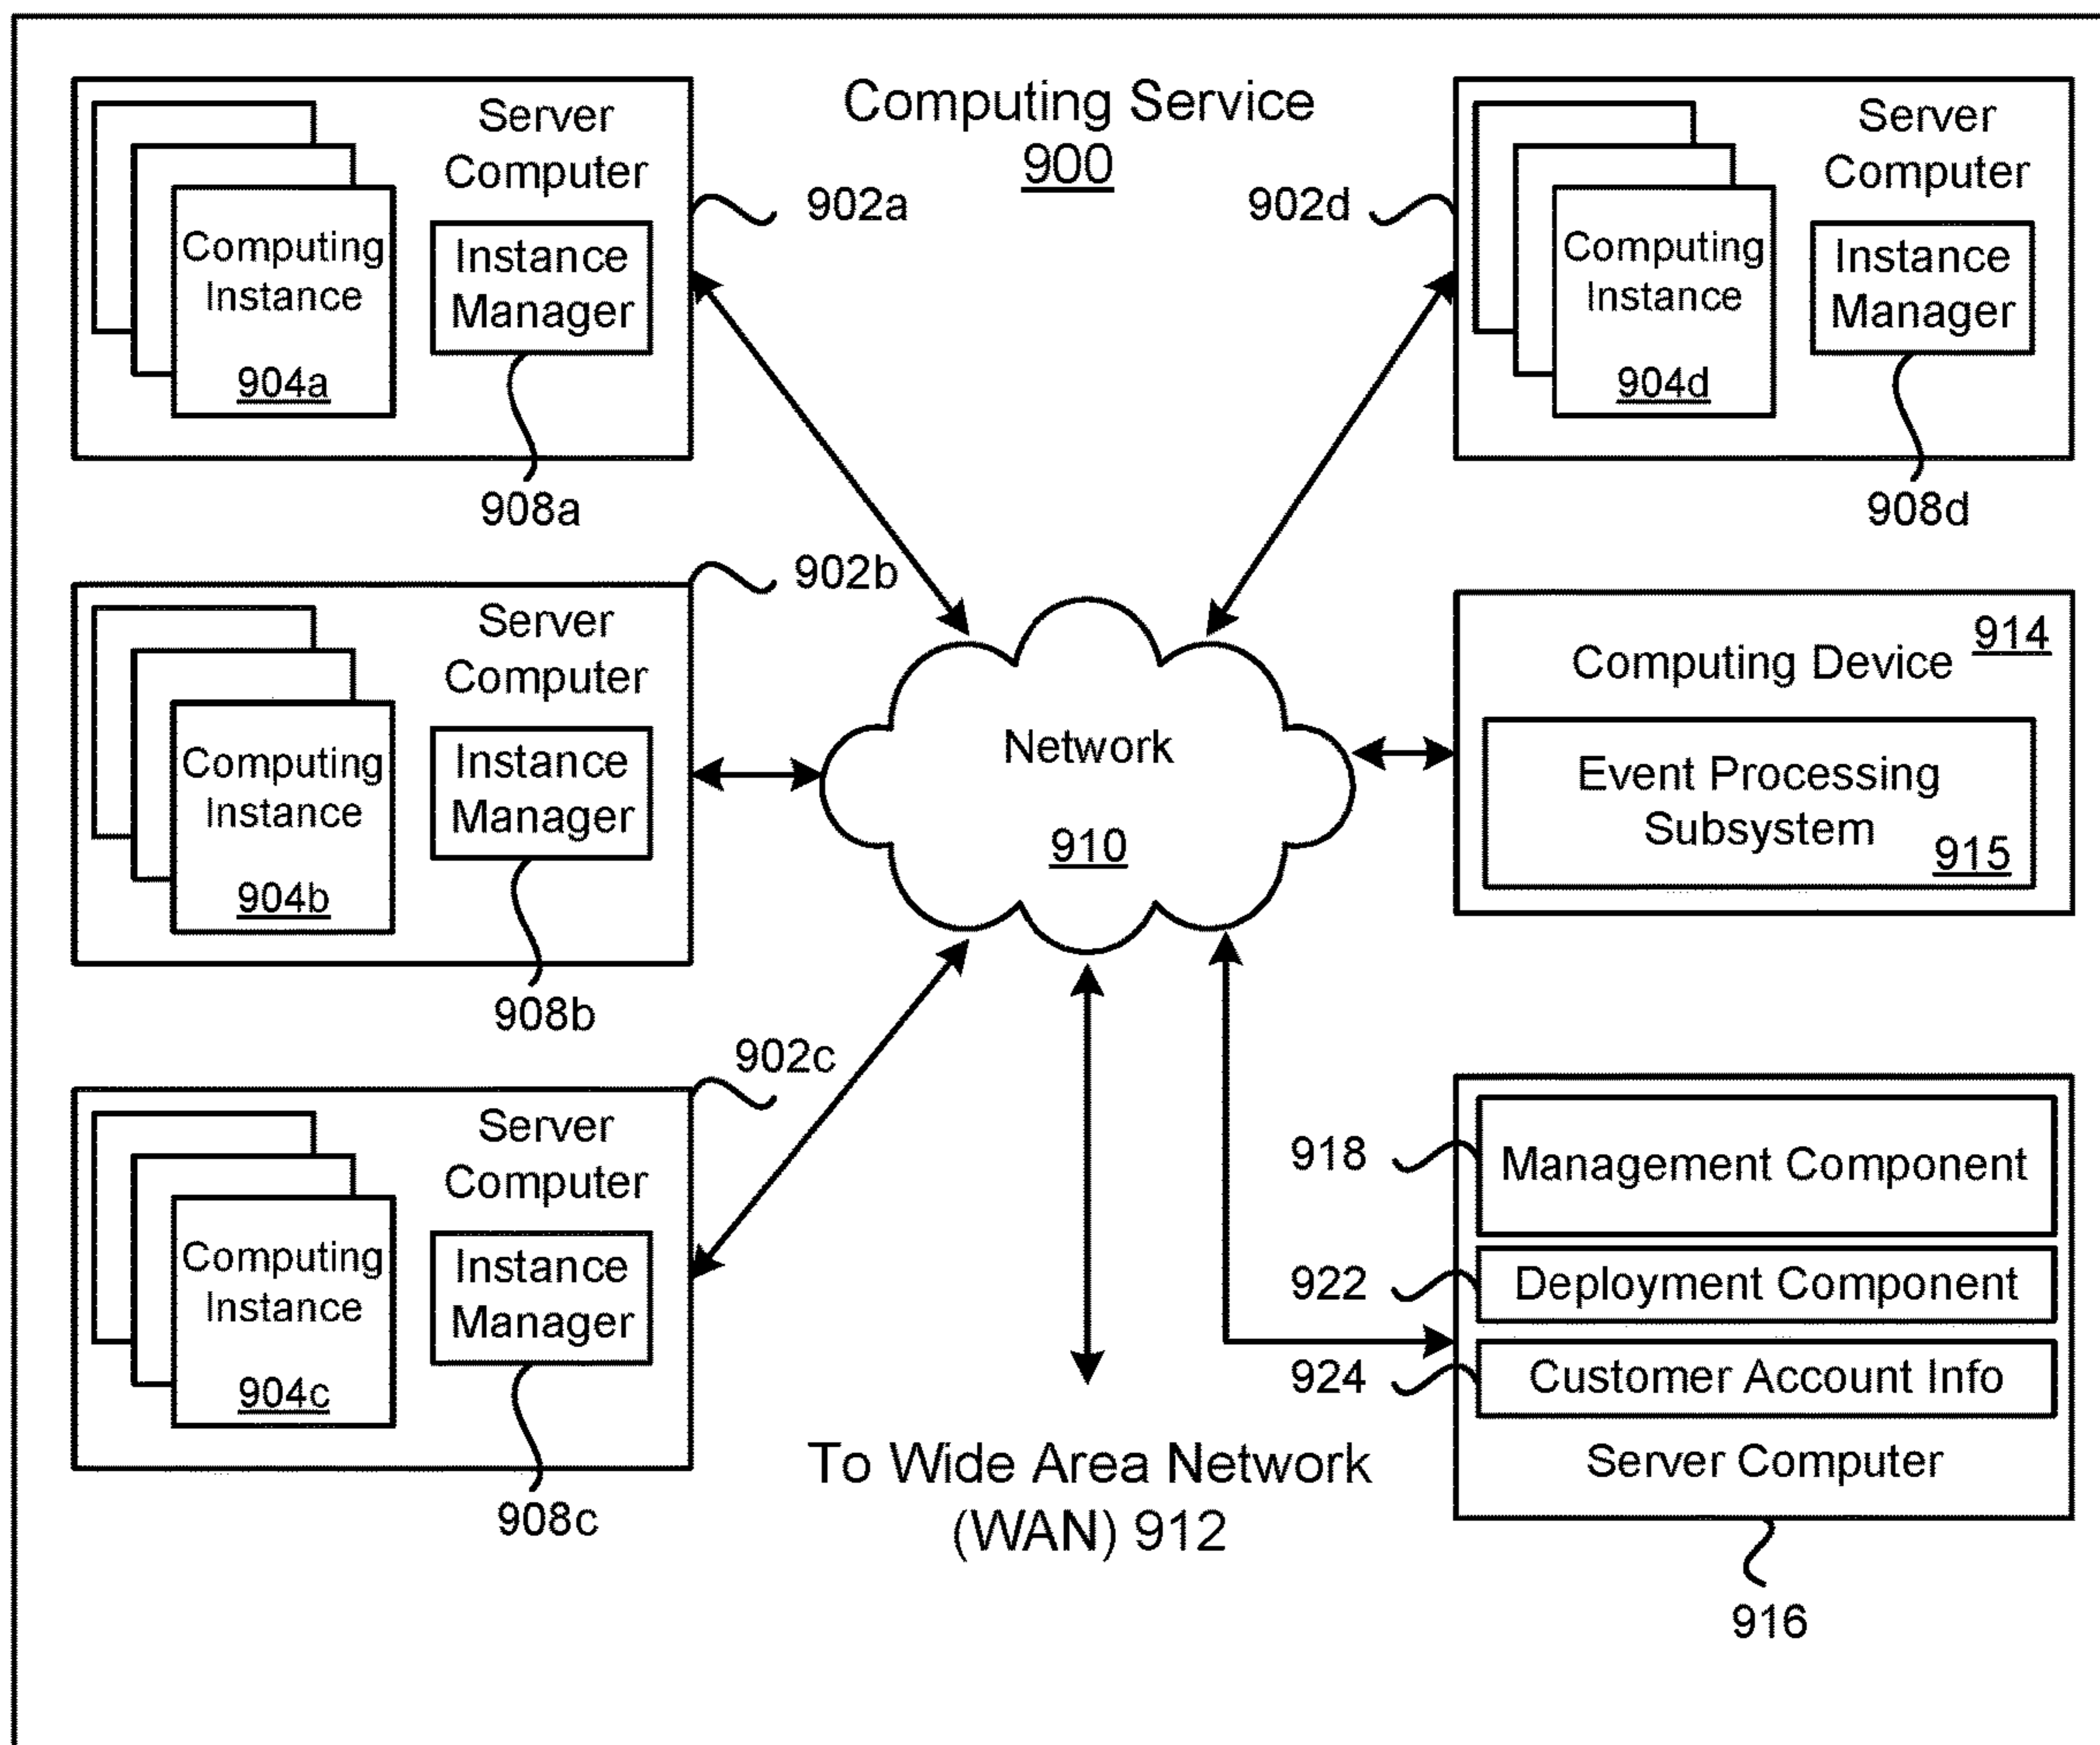 Computing Service
900
Server
Computer
Computing
Instance
904a
Instance
Manager
902a
908a
Server
Computer
Computing
Instance
904d
Instance
Manager
902d
908d
Server
Computer
Computing
Instance
904b
Instance
Manager
902b
908b
Network
910
Computing Device
914
Event Processing
Subsystem
915
Server
Computer
Computing
Instance
904c
Instance
Manager
902c
908c
To Wide Area Network
(WAN) 912
918
Management Component
922
Deployment Component
924
Customer Account Info
Server Computer
916